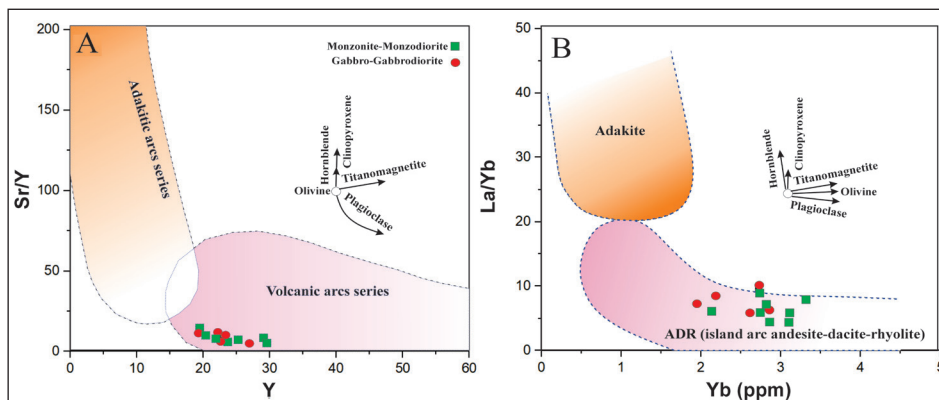 A
Monzonite-Monzodiorite
Gabbro-Gabbrodiorite
Adakitic arcs series
Hornblende
Clinopyroxene
Titanomagnetite
Olivine
Plagioclase
Volcanic arcs series
Sr/Y
200
150
100
50
0
0 10 20 30 40 50 60
Y
B
Adakite
Hornblende
Clinopyroxene
Titanomagnetite
Olivine
Plagioclase
ADR (island arc andesite-dacite-rhyolite)
La/Yb
50
40
30
20
10
0
0 1 2 3 4 5
Yb (ppm)